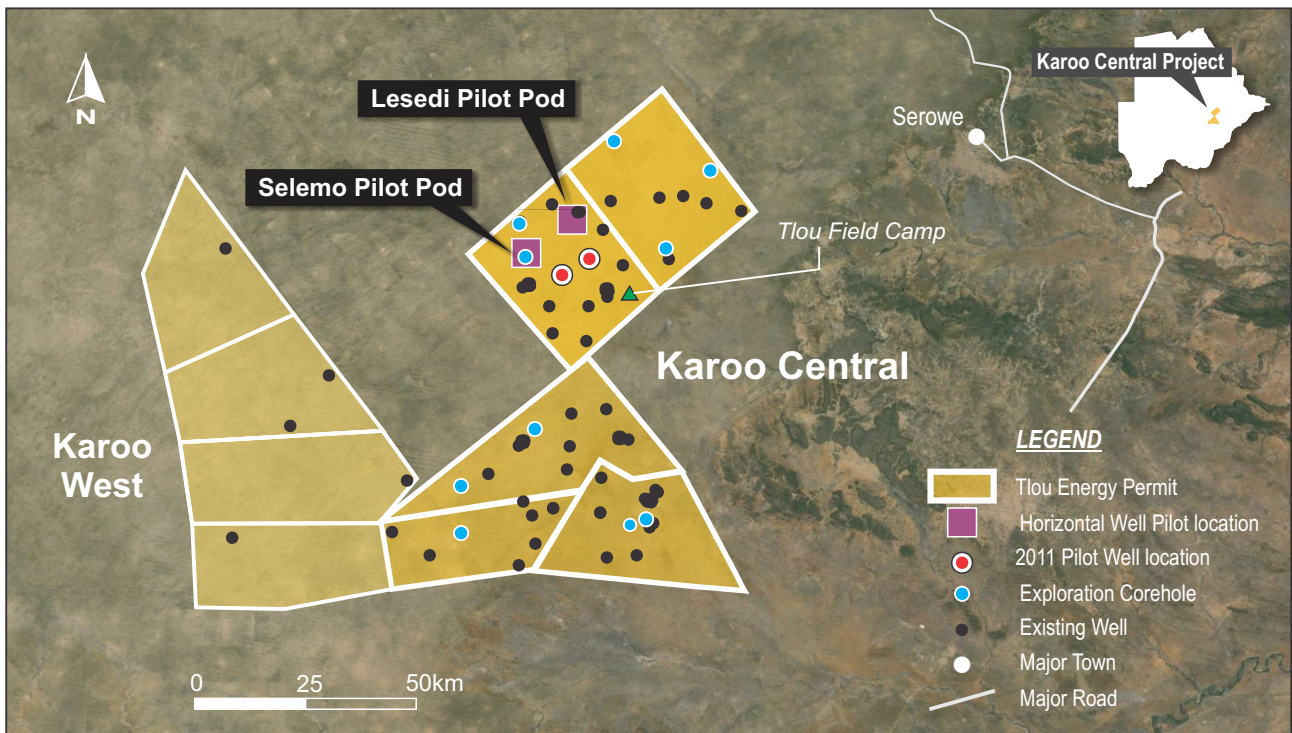 Karoo Central Project
Lesedi Pilot Pod
Serowe
Selemo Pilot Pod
N
Tlou Field Camp
Karoo Central
Karoo
West
LEGEND
Tlou Energy Permit
Horizontal Well Pilot location
2011 Pilot Well location
Exploration Corehole
Existing Well
Major Town
Major Road
0 25 50km